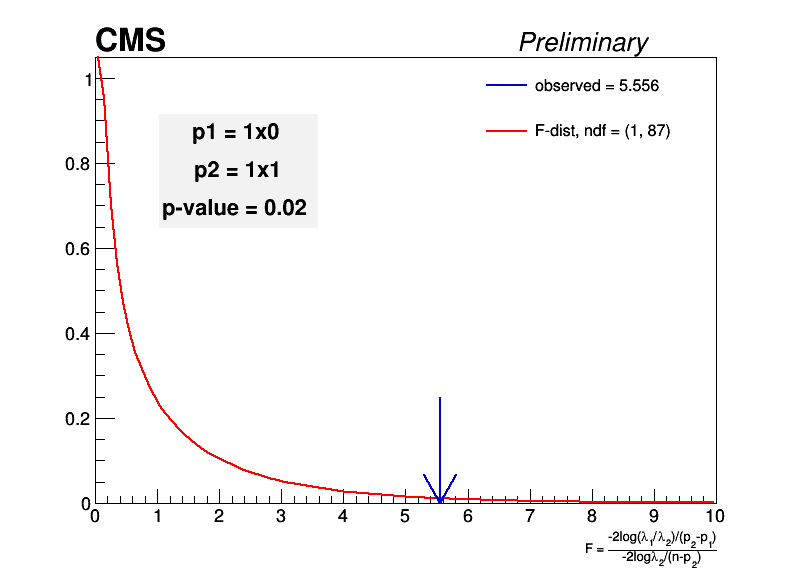 CMS Preliminary
observed = 5.556
F-dist, ndf = (1, 87)
p1 = 1x0
p2 = 1x1
p-value = 0.02
1
0.8
0.6
0.4
0.2
0
0 1 2 3 4 5 6 7 8 9 10
F = -2log(λ₁/λ₂)/(p₂-p₁)
-2logλ₂/(n-p₂)